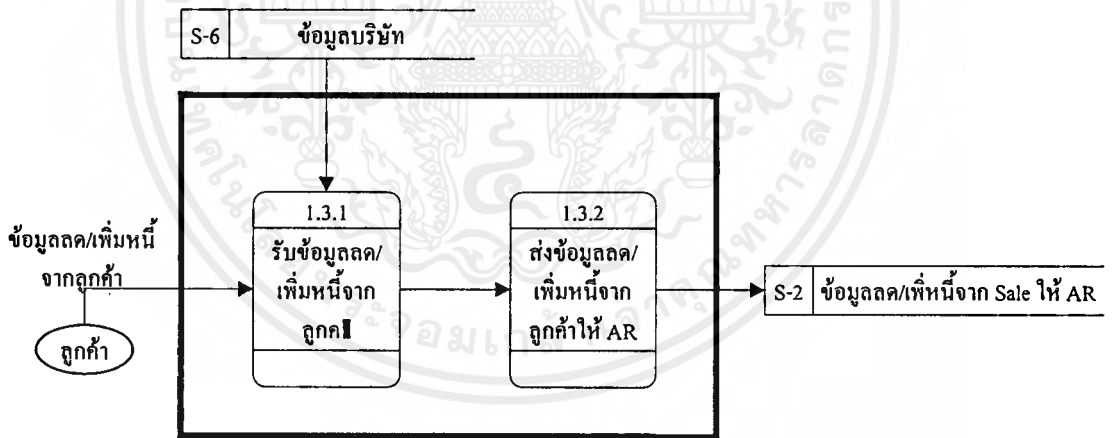 S-6 ข้อมูลบริษัท
1.3.1
รับข้อมูลลด/
เพิ่มหนี้จาก
1.3.2
ส่งข้อมูลลด/
เพิ่มหนี้จาก
ลูกค้าให้ AR
ข้อมูลลด/เพิ่มหนี้
จากลูกค้า
ลูกค้า
S-2 ข้อมูลลด/เพิ่หนี้จาก Sale ให้ AR